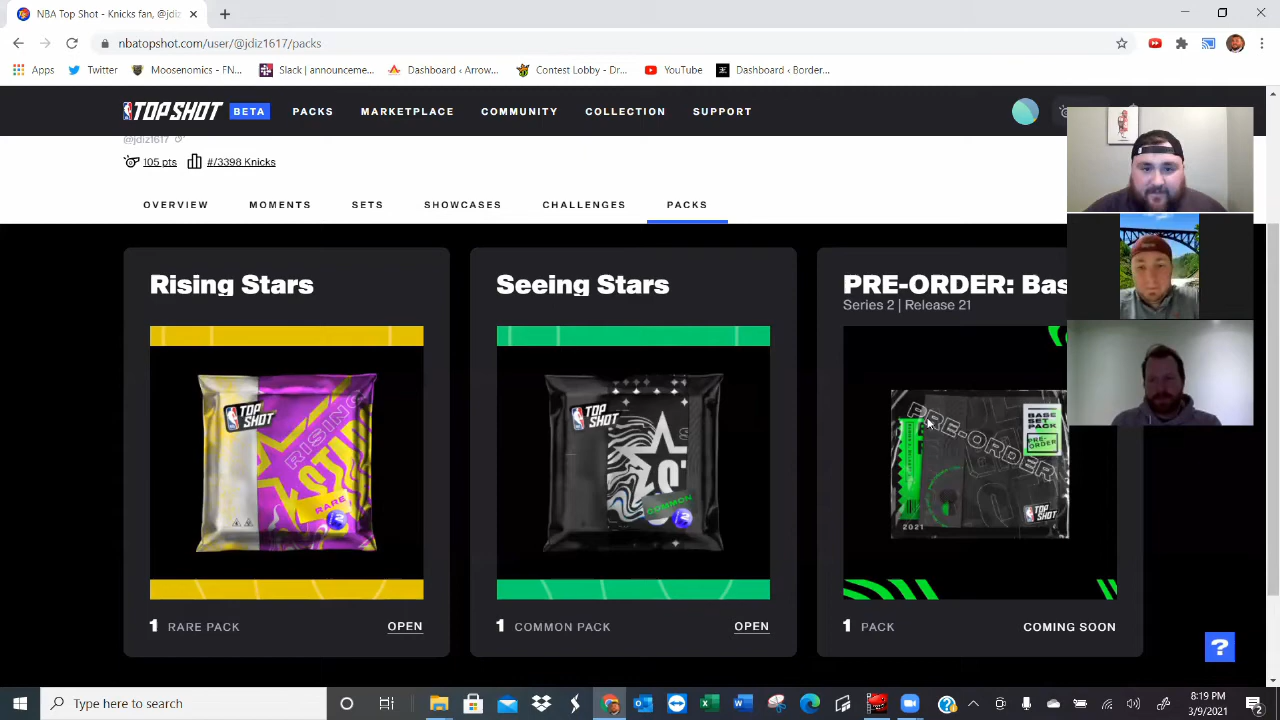 NBA Top Shot - Knicks fan, @jdiz
nbatopshot.com/user/@jdiz1617/packs
Apps Twitter Moosenomics - FN... Slack | announceme... Dashboard ‹ Arrow... Contest Lobby - Dr... YouTube Dashboard ‹ Border...
TOP SHOT BETA PACKS MARKETPLACE COMMUNITY COLLECTION SUPPORT
@jdiz1617
105 pts #/3398 Knicks
OVERVIEW MOMENTS SETS SHOWCASES CHALLENGES PACKS
Rising Stars Seeing Stars PRE-ORDER: Bas
Series 2 | Release 21
TOP SHOT
RISING
RARE
TOP SHOT
COMMON
PRE-ORDER
BASE SET PACK
PRE-ORDER
TOP SHOT
2021
1 RARE PACK OPEN 1 COMMON PACK OPEN 1 PACK COMING SOON
?
Type here to search
8:19 PM
3/9/2021
2